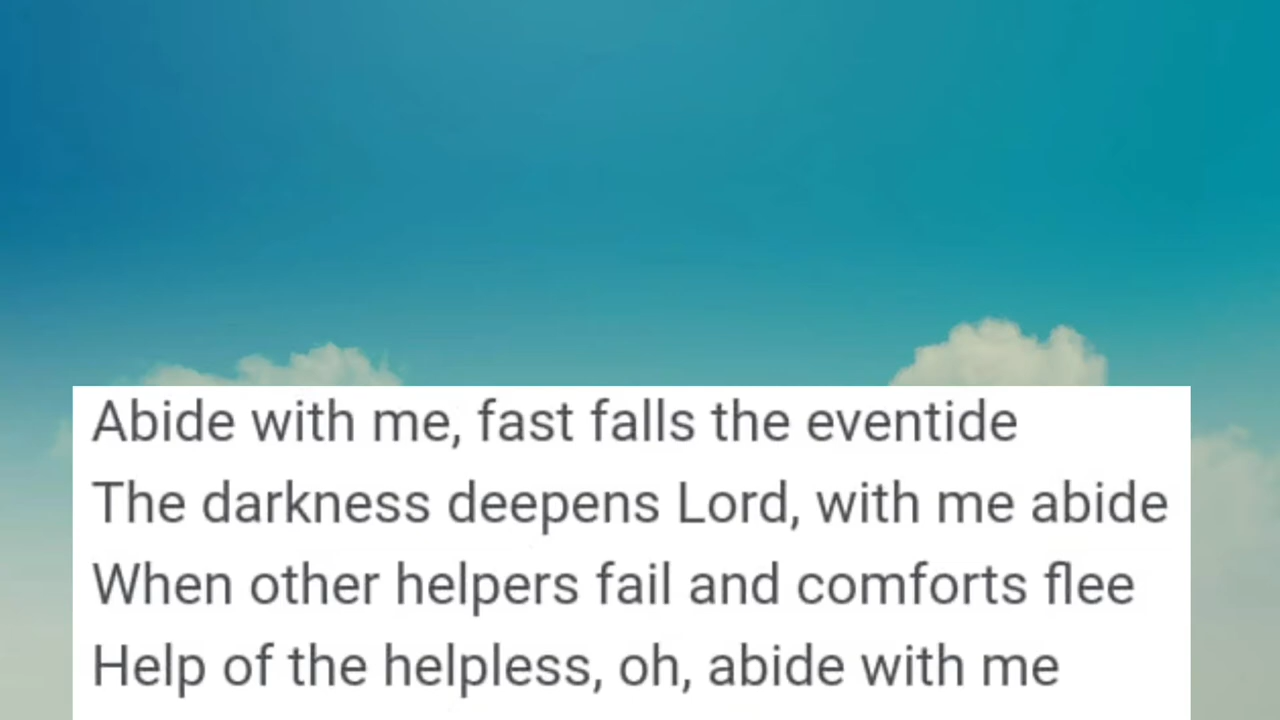 Abide with me, fast falls the eventide
The darkness deepens Lord, with me abide
When other helpers fail and comforts flee
Help of the helpless, oh, abide with me